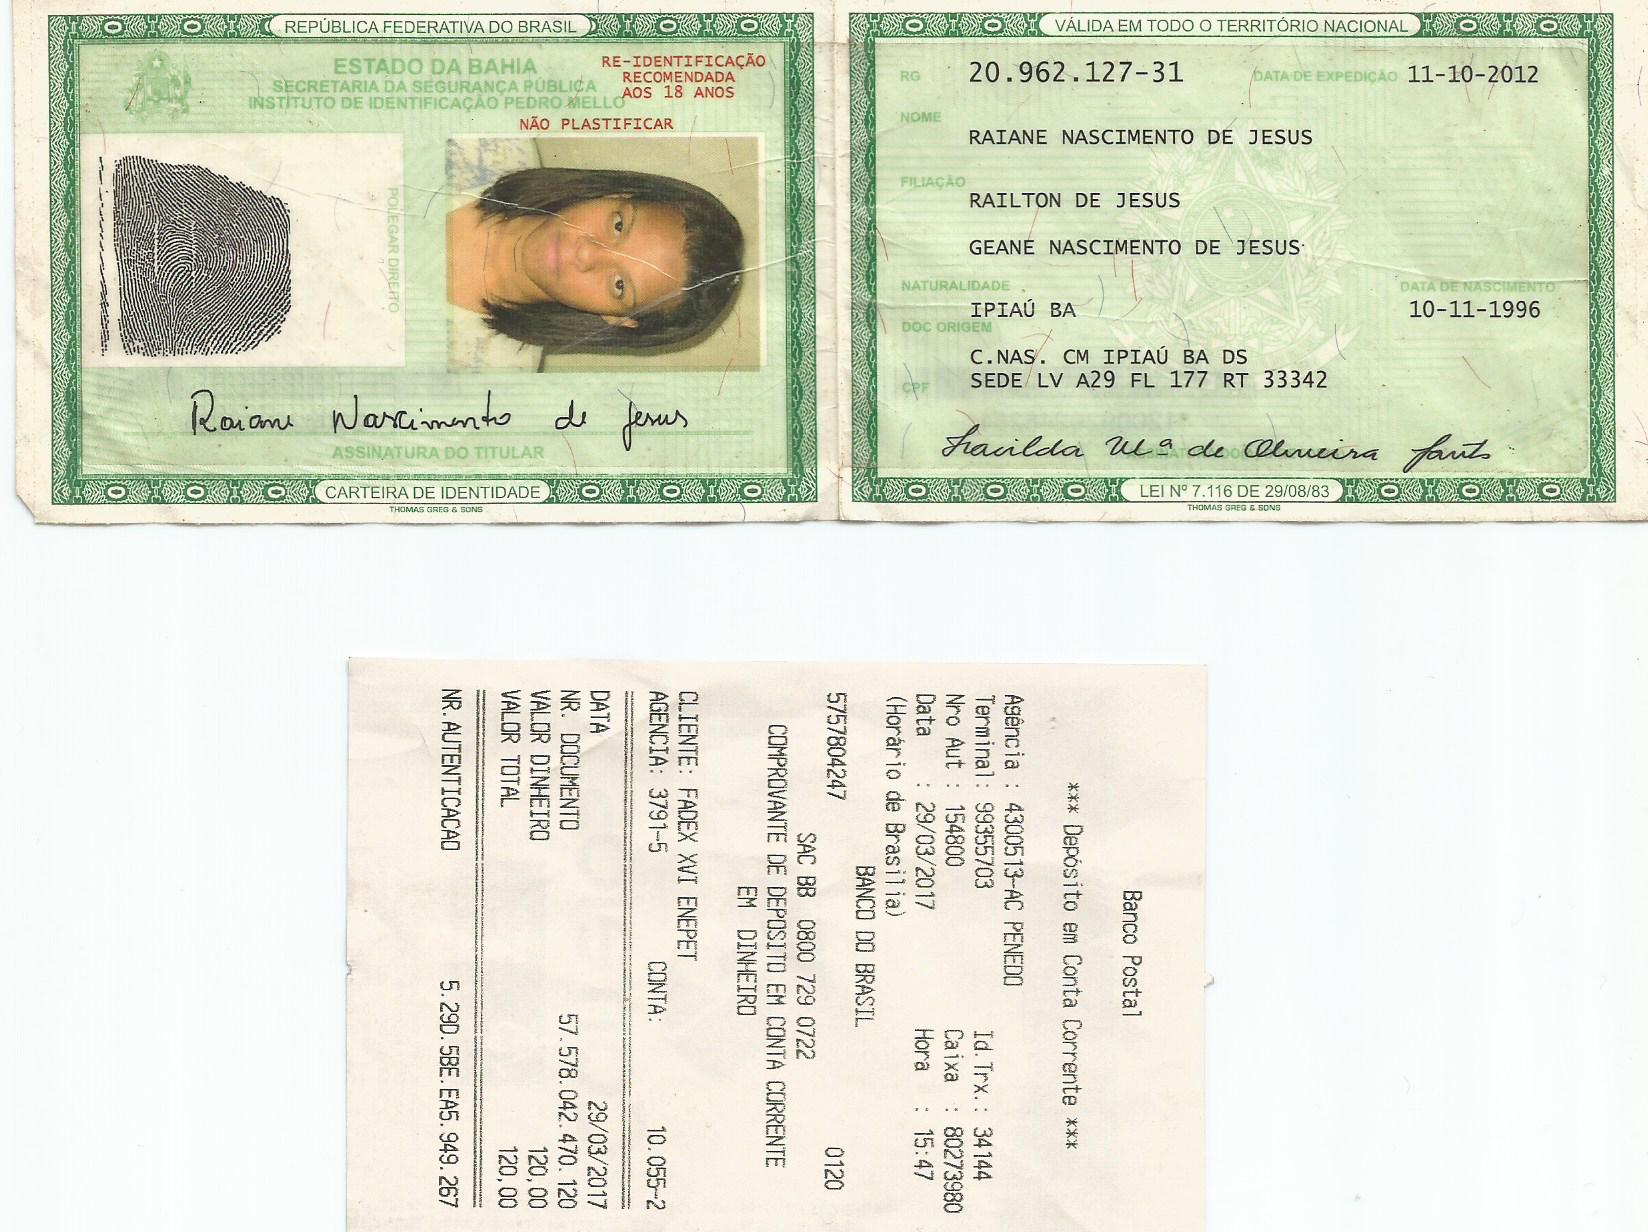 REPÚBLICA FEDERATIVA DO BRASIL
ESTADO DA BAHIA
SECRETARIA DA SEGURANÇA PÚBLICA
INSTITUTO DE IDENTIFICAÇÃO PEDRO MELLO
RE-IDENTIFICAÇÃO
RECOMENDADA
AOS 18 ANOS
NÃO PLASTIFICAR
POLEGAR DIREITO
Raiane Nascimento de Jesus
ASSINATURA DO TITULAR
CARTEIRA DE IDENTIDADE
THOMAS GREG & SONS
VÁLIDA EM TODO O TERRITÓRIO NACIONAL
RG 20.962.127-31 DATA DE EXPEDIÇÃO 11-10-2012
NOME
RAIANE NASCIMENTO DE JESUS
FILIAÇÃO
RAILTON DE JESUS
GEANE NASCIMENTO DE JESUS
NATURALIDADE DATA DE NASCIMENTO
IPIAÚ BA 10-11-1996
DOC ORIGEM
C.NAS. CM IPIAÚ BA DS
SEDE LV A29 FL 177 RT 33342
CPF
Mª de Oliveira
LEI Nº 7.116 DE 29/08/83
THOMAS GREG & SONS
Banco Postal
*** Depósito em Conta Corrente ***
Agência : 4300513-AC PENEDO
Terminal: 99355703 Id.Trx.: 34144
Nro Aut : 154800 Caixa : 80273980
Data : 29/03/2017 Hora : 15:47
(Horário de Brasilia)
BANCO DO BRASIL
5757804247 0120
SAC BB 0800 729 0722
COMPROVANTE DE DEPOSITO EM CONTA CORRENTE
EM DINHEIRO
CLIENTE: FADEX XVI ENEPET
AGENCIA: 3791-5 CONTA: 10.055-2
DATA 29/03/2017
NR. DOCUMENTO 57.578.042.470.120
VALOR DINHEIRO 120,00
VALOR TOTAL 120,00
NR.AUTENTICACAO 5.29D.5BE.EA5.949.267